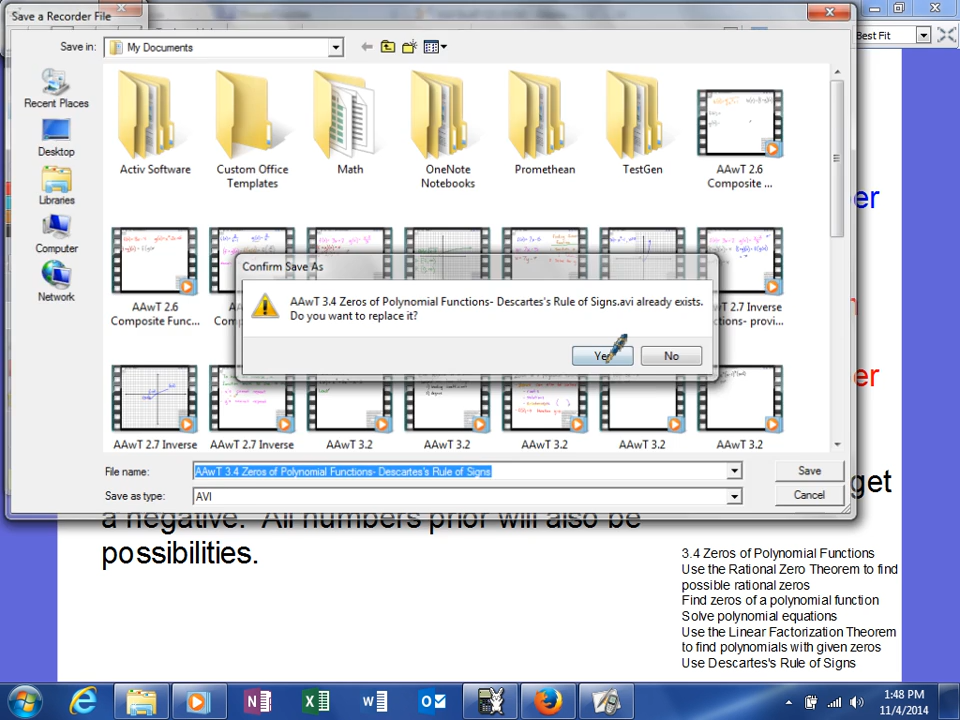 Save a Recorder File
Best Fit
Save in:
My Documents
Recent Places
Desktop
Libraries
Computer
Network
Activ Software
Custom Office
Templates
Math
OneNote
Notebooks
Promethean
TestGen
AAwT 2.6
Composite ...
AAwT 2.6
Composite Func...
AAwT 2.7 Inverse
AAwT 2.7 Inverse
AAwT 3.2
AAwT 3.2
AAwT 3.2
AAwT 3.2
AAwT 3.2
Confirm Save As
AAwT 3.4 Zeros of Polynomial Functions- Descartes's Rule of Signs.avi already exists.
Do you want to replace it?
No
File name:
AAwT 3.4 Zeros of Polynomial Functions- Descartes's Rule of Signs
Save
Save as type:
AVI
Cancel
get
a negative. All numbers prior will also be
possibilities.
3.4 Zeros of Polynomial Functions
Use the Rational Zero Theorem to find
possible rational zeros
Find zeros of a polynomial function
Solve polynomial equations
Use the Linear Factorization Theorem
to find polynomials with given zeros
Use Descartes's Rule of Signs
1:48 PM
11/4/2014